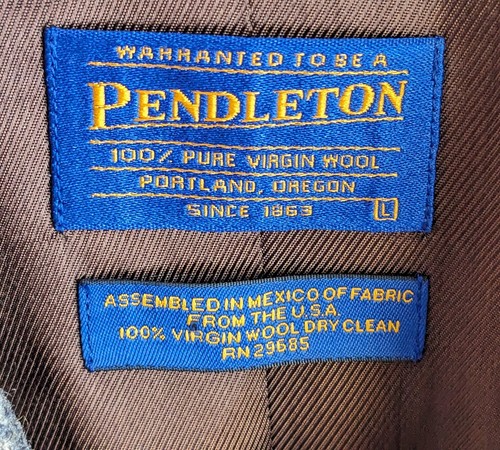 WARRANTED TO BE A
PENDLETON
100% PURE VIRGIN WOOL
PORTLAND, OREGON
SINCE 1863 L
ASSEMBLED IN MEXICO OF FABRIC
FROM THE U.S.A.
100% VIRGIN WOOL DRY CLEAN
RN 29685